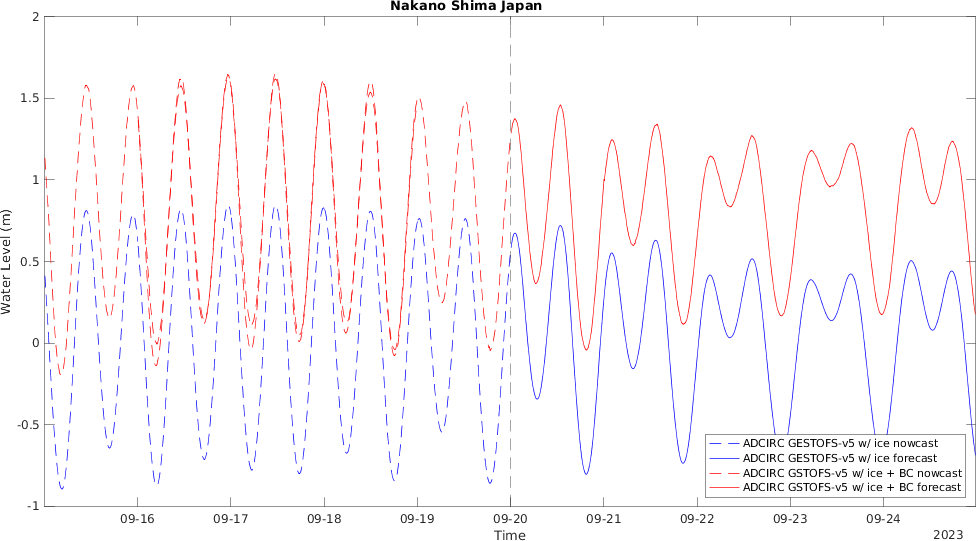 Nakano Shima Japan
2
1.5
1
0.5
0
-0.5
-1
Water Level (m)
09-16 09-17 09-18 09-19 09-20 09-21 09-22 09-23 09-24
Time
2023
ADCIRC GESTOFS-v5 w/ ice nowcast
ADCIRC GESTOFS-v5 w/ ice forecast
ADCIRC GSTOFS-v5 w/ ice + BC nowcast
ADCIRC GSTOFS-v5 w/ ice + BC forecast